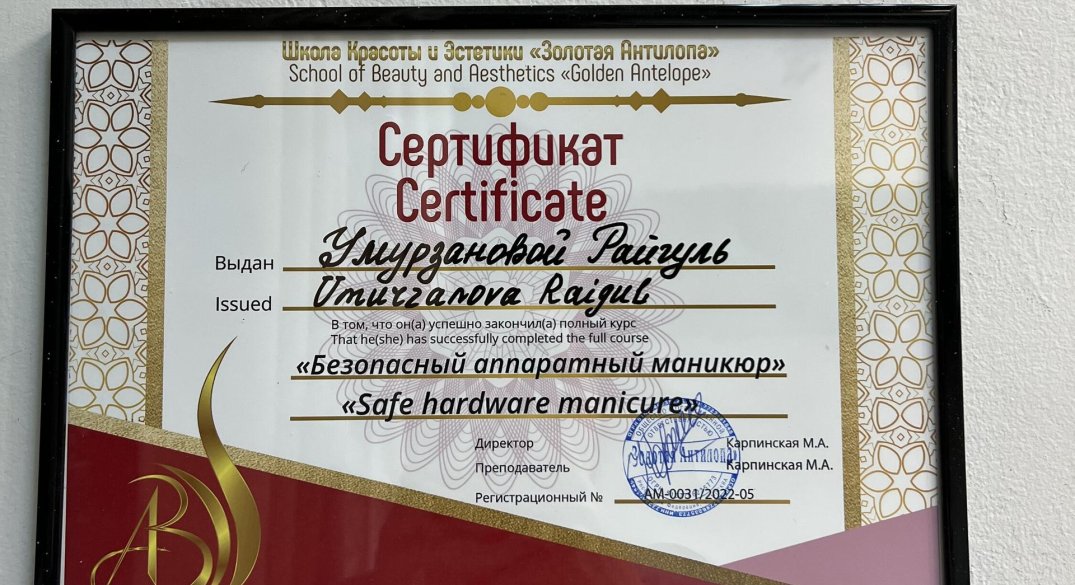 Школа Красоты и Эстетики «Золотая Антилопа»
School of Beauty and Aesthetics «Golden Antelope»
Сертификат
Certificate
Выдан Умурзановой Райгуль
Issued Umurzanova Raigul
В том, что он(а) успешно закончил(а) полный курс
That he(she) has successfully completed the full course
«Безопасный аппаратный маникюр»
«Safe hardware manicure»
Директор Карпинская М.А.
Преподаватель Карпинская М.А.
Регистрационный № АМ-0031/2022-05
Золотая Антилопа